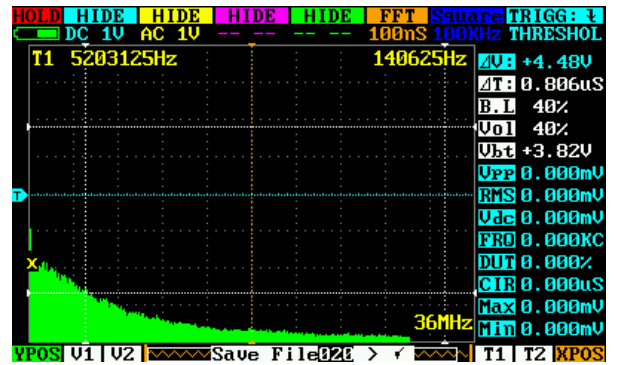 HOLD HIDE HIDE HIDE HIDE FFT Square TRIGG:
DC 1V AC 1V -- -- -- -- 100nS 100KHz THRESHOL
T1 5203125Hz 140625Hz
⊿V: +4.48V
⊿T: 0.806uS
B.L 40%
Vol 40%
Vbt +3.82V
Vpp 0.000mV
T
RMS 0.000mV
Vdc 0.000mV
FRQ 0.000KC
X
DUT 0.000%
CIR 0.000uS
Max 0.000mV
36MHz
Min 0.000mV
YPOS V1 V2 Save File020 > ✓ T1 T2 XPOS